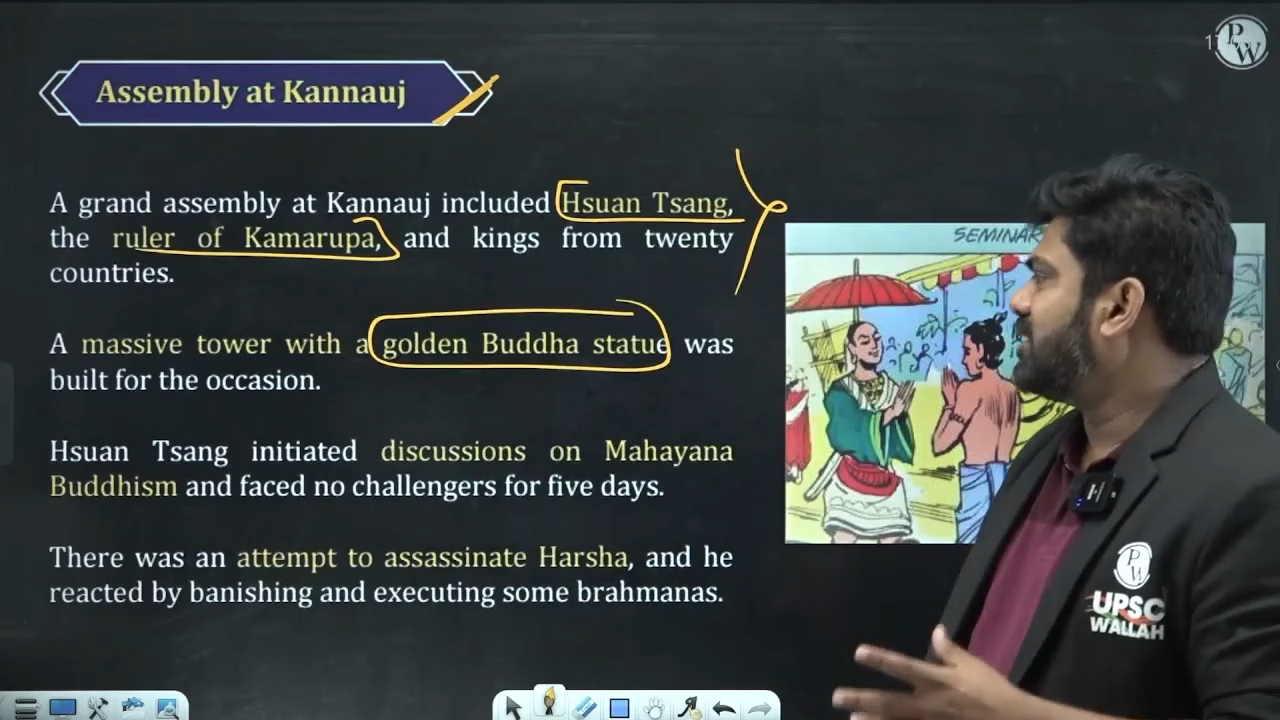 PW
Assembly at Kannauj
A grand assembly at Kannauj included Hsuan Tsang,
the ruler of Kamarupa, and kings from twenty
countries.
SEMINAR
A massive tower with a golden Buddha statue was
built for the occasion.
Hsuan Tsang initiated discussions on Mahayana
Buddhism and faced no challengers for five days.
There was an attempt to assassinate Harsha, and he
reacted by banishing and executing some brahmanas.
PW
UPSC
WALLAH